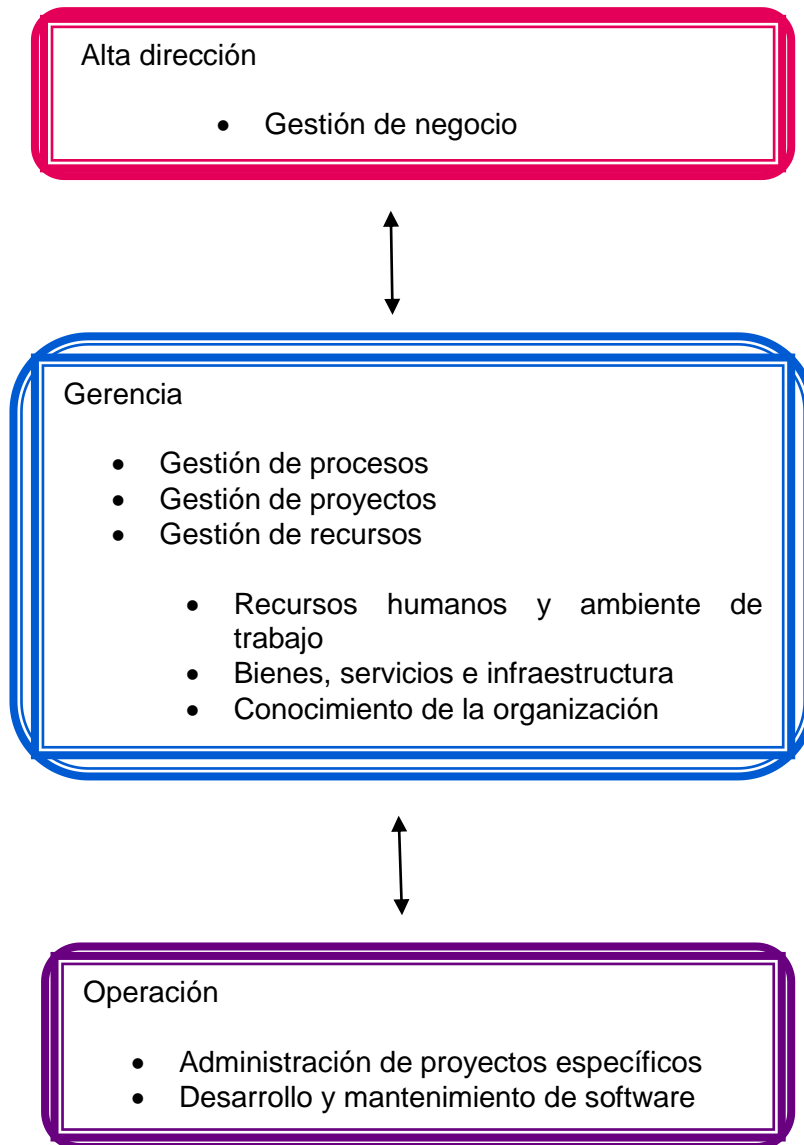 Alta dirección
• Gestión de negocio
Gerencia
• Gestión de procesos
• Gestión de proyectos
• Gestión de recursos
• Recursos humanos y ambiente de
trabajo
• Bienes, servicios e infraestructura
• Conocimiento de la organización
Operación
• Administración de proyectos específicos
• Desarrollo y mantenimiento de software